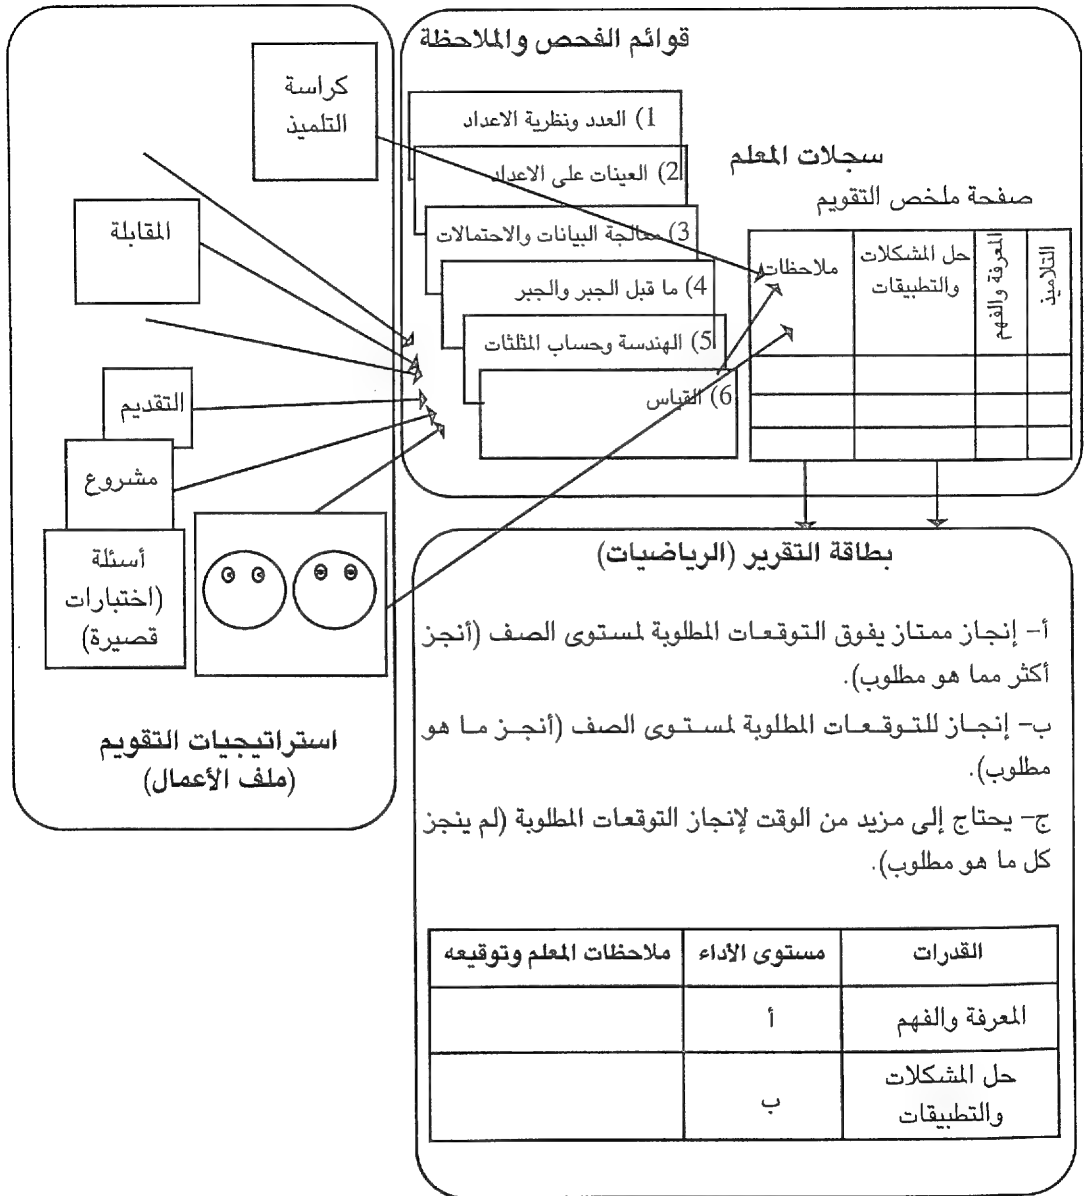 قوائم الفحص والملاحظة
1) العدد ونظرية الاعداد
2) العينات على الاعداد
3) معالجة البيانات والاحتمالات
4) ما قبل الجبر والجبر
5) الهندسة وحساب المثلثات
6) القياس
سجلات المعلم
صفحة ملخص التقويم
التلاميذ
المعرفة والفهم
حل المشكلات
والتطبيقات
ملاحظات
كراسة
التلميذ
المقابلة
التقديم
مشروع
أسئلة
(اختبارات
قصيرة)
استراتيجيات التقويم
(ملف الأعمال)
بطاقة التقرير (الرياضيات)
أ– إنجاز ممتاز يفوق التوقعات المطلوبة لمستوى الصف (أنجز
أكثر مما هو مطلوب).
ب– إنجاز للتوقعات المطلوبة لمستوى الصف (أنجز ما هو
مطلوب).
ج– يحتاج إلى مزيد من الوقت لإنجاز التوقعات المطلوبة (لم ينجز
كل ما هو مطلوب).
القدرات مستوى الأداء ملاحظات المعلم وتوقيعه
المعرفة والفهم أ
حل المشكلات
والتطبيقات ب